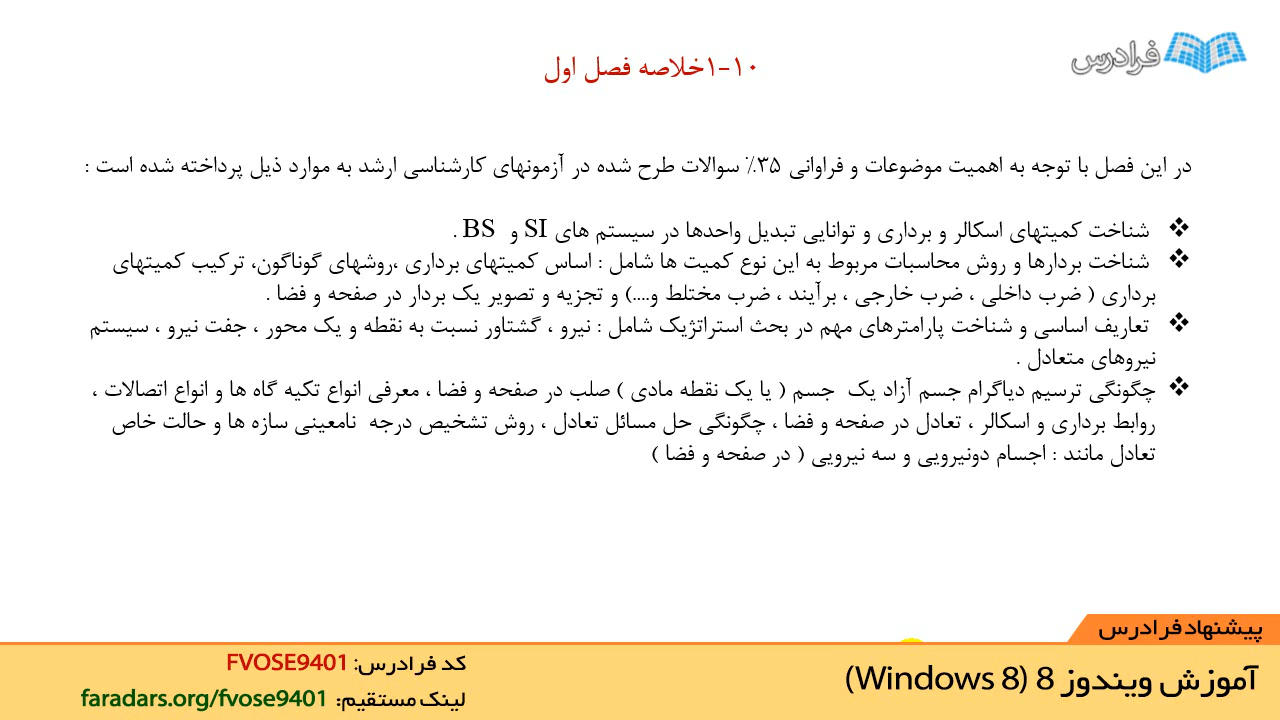 فرادرس
۱-۱۰خلاصه فصل اول
در این فصل با توجه به اهمیت موضوعات و فراوانی ۳۵٪ سوالات طرح شده در آزمونهای کارشناسی ارشد به موارد ذیل پرداخته شده است :
❖ شناخت کمیتهای اسکالر و برداری و توانایی تبدیل واحدها در سیستم های SI و BS .
❖ شناخت بردارها و روش محاسبات مربوط به این نوع کمیت ها شامل : اساس کمیتهای برداری ،روشهای گوناگون، ترکیب کمیتهای
برداری ( ضرب داخلی ، ضرب خارجی ، برآیند ، ضرب مختلط و....) و تجزیه و تصویر یک بردار در صفحه و فضا .
❖ تعاریف اساسی و شناخت پارامترهای مهم در بحث استراتژیک شامل : نیرو ، گشتاور نسبت به نقطه و یک محور ، جفت نیرو ، سیستم
نیروهای متعادل .
❖ چگونگی ترسیم دیاگرام جسم آزاد یک جسم ( یا یک نقطه مادی ) صلب در صفحه و فضا ، معرفی انواع تکیه گاه ها و انواع اتصالات ،
روابط برداری و اسکالر ، تعادل در صفحه و فضا ، چگونگی حل مسائل تعادل ، روش تشخیص درجه نامعینی سازه ها و حالت خاص
تعادل مانند : اجسام دونیرویی و سه نیرویی ( در صفحه و فضا )
پیشنهاد فرادرس
آموزش ویندوز 8 (Windows 8)
کد فرادرس: FVOSE9401
لینک مستقیم: faradars.org/fvose9401